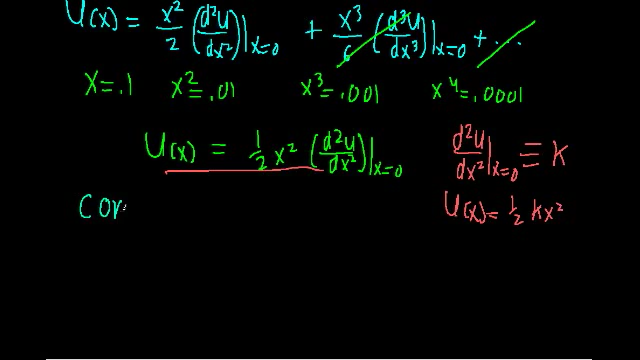 U(x) = x²/2 (d²U/dx²)|x=0 + x³/6 (d³U/dx³)|x=0 + ...
x=.1 x²=.01 x³=.001 x⁴=.0001
U(x) = 1/2 x² (d²U/dx²)|x=0
d²U/dx²|x=0 ≡ K
U(x)=1/2 kx²
Cor